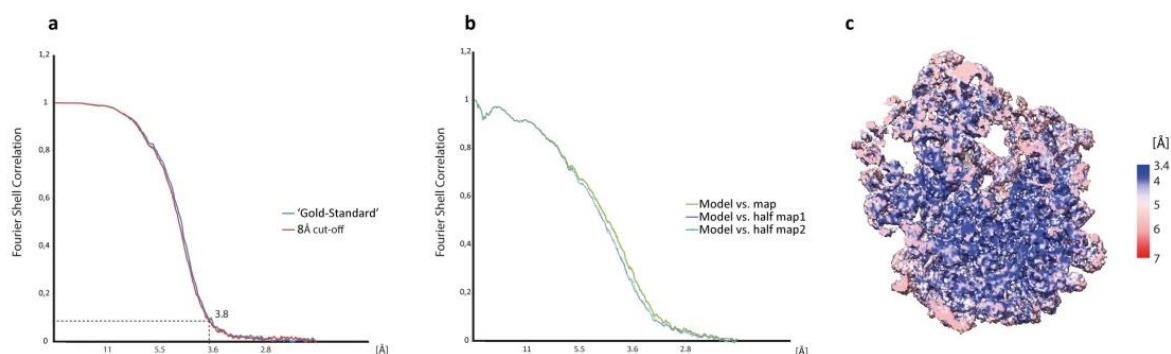 a
1,2
1
0,8
0,6
0,4
0,2
0
Fourier Shell Correlation
'Gold-Standard'
8Å cut-off
3.8
11 5.5 3.6 2.8 [Å]
b
1,2
1
0,8
0,6
0,4
0,2
0
Fourier Shell Correlation
Model vs. map
Model vs. half map1
Model vs. half map2
11 5.5 3.6 2.8 [Å]
c
[Å]
3.4
4
5
6
7